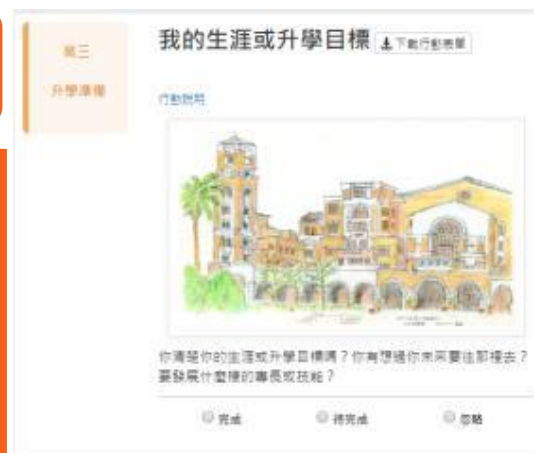 高三
升學準備
我的生涯或升學目標
下載行動表單
行動說明
你清楚你的生涯或升學目標嗎？你有想過你未來要往那裡去？
要發展什麼樣的專長或技能？
完成
待完成
忽略